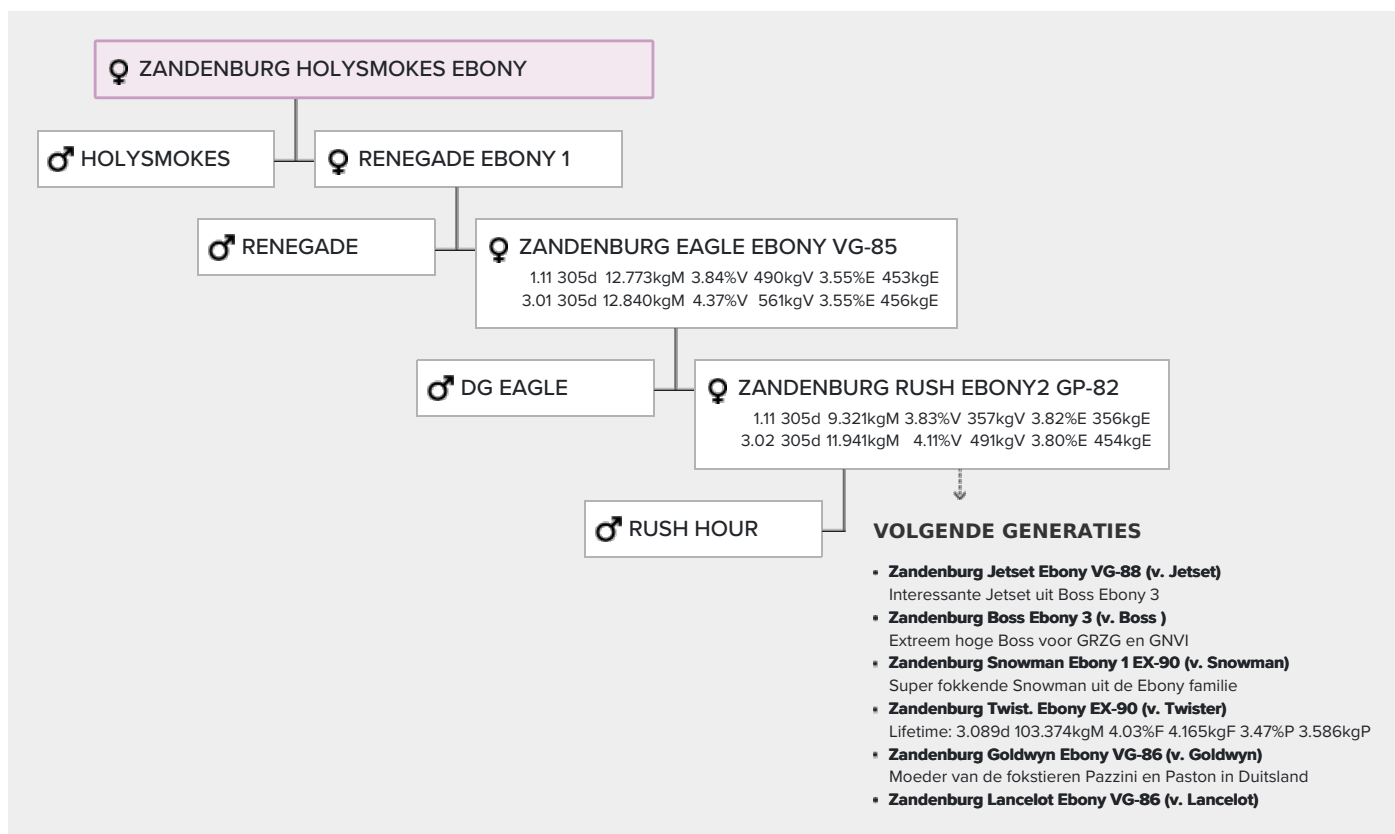 ZANDENBURG HOLYSMOKES EBONY
HOLYSMOKES
RENEGADE EBONY 1
RENEGADE
ZANDENBURG EAGLE EBONY VG-85
1.11 305d 12.773kgM 3.84%V 490kgV 3.55%E 453kgE
3.01 305d 12.840kgM 4.37%V 561kgV 3.55%E 456kgE
DG EAGLE
ZANDENBURG RUSH EBONY2 GP-82
1.11 305d 9.321kgM 3.83%V 357kgV 3.82%E 356kgE
3.02 305d 11.941kgM 4.11%V 491kgV 3.80%E 454kgE
RUSH HOUR
VOLGENDE GENERATIES
• Zandenburg Jetset Ebony VG-88 (v. Jetset)
Interessante Jetset uit Boss Ebony 3
• Zandenburg Boss Ebony 3 (v. Boss )
Extreem hoge Boss voor GRZG en GNVI
• Zandenburg Snowman Ebony 1 EX-90 (v. Snowman)
Super fokkende Snowman uit de Ebony familie
• Zandenburg Twist. Ebony EX-90 (v. Twister)
Lifetime: 3.089d 103.374kgM 4.03%F 4.165kgF 3.47%P 3.586kgP
• Zandenburg Goldwyn Ebony VG-86 (v. Goldwyn)
Moeder van de fokstieren Pazzini en Paston in Duitsland
• Zandenburg Lancelot Ebony VG-86 (v. Lancelot)